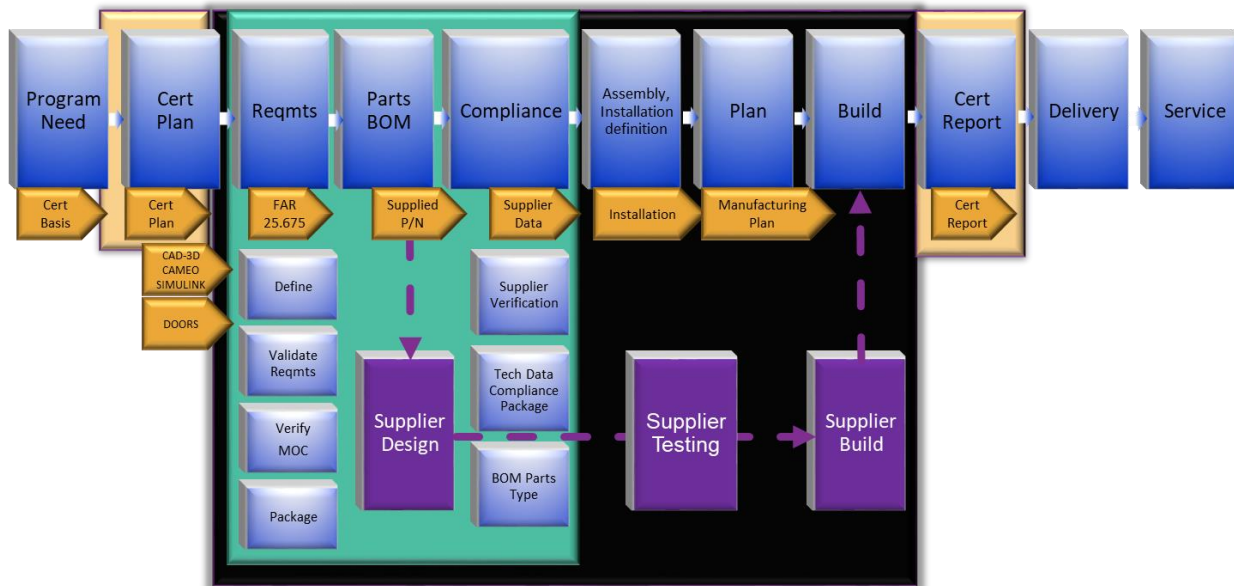 Program
Need
Cert
Plan
Reqmts
Parts
BOM
Compliance
Assembly,
Installation
definition
Plan
Build
Cert
Report
Delivery
Service
Cert
Basis
Cert
Plan
FAR
25.675
Supplied
P/N
Supplier
Data
Installation
Manufacturing
Plan
Cert
Report
CAD-3D
CAMEO
SIMULINK
DOORS
Define
Validate
Reqmts
Verify
MOC
Package
Supplier
Design
Supplier
Verification
Tech Data
Compliance
Package
BOM Parts
Type
Supplier
Testing
Supplier
Build